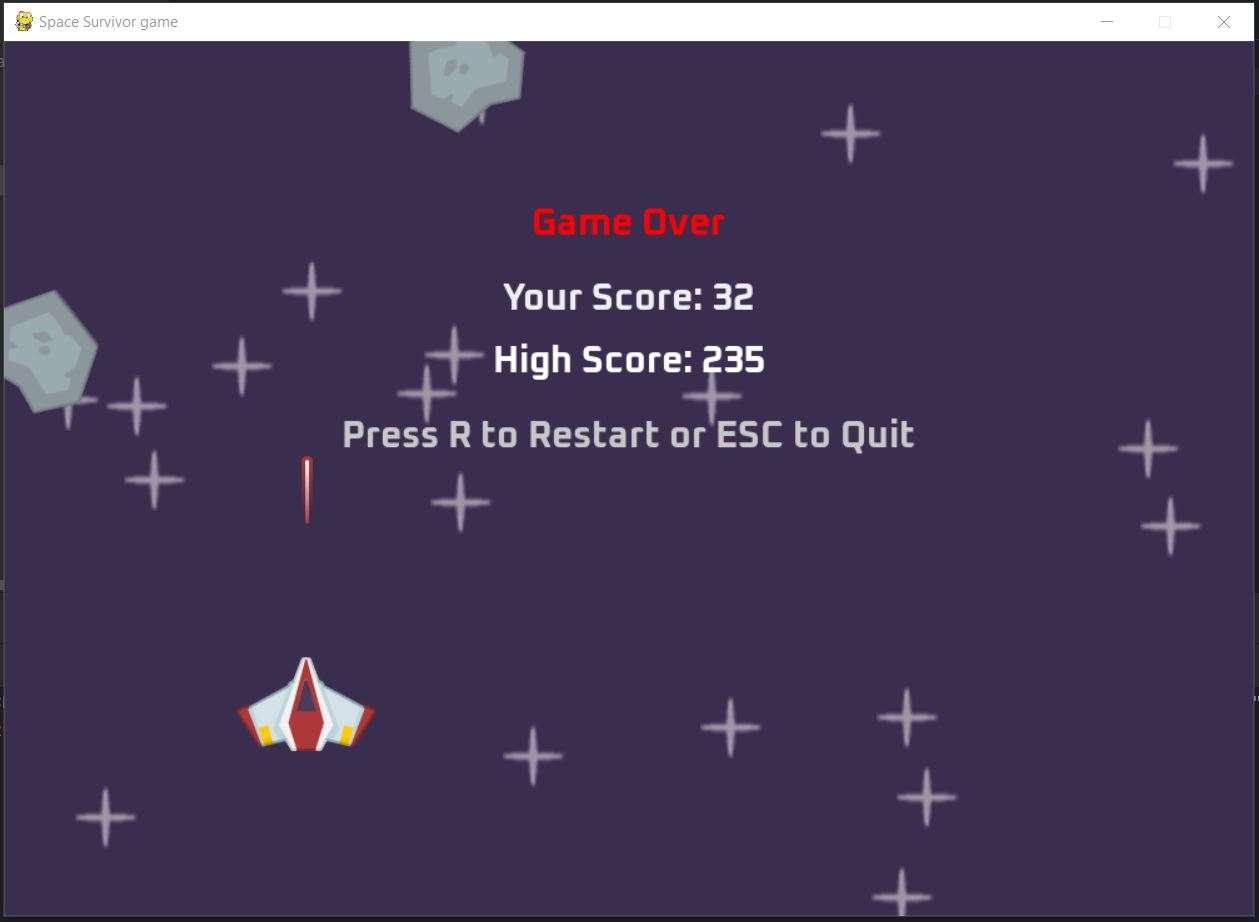 Space Survivor game
Game Over
Your Score: 32
High Score: 235
Press R to Restart or ESC to Quit